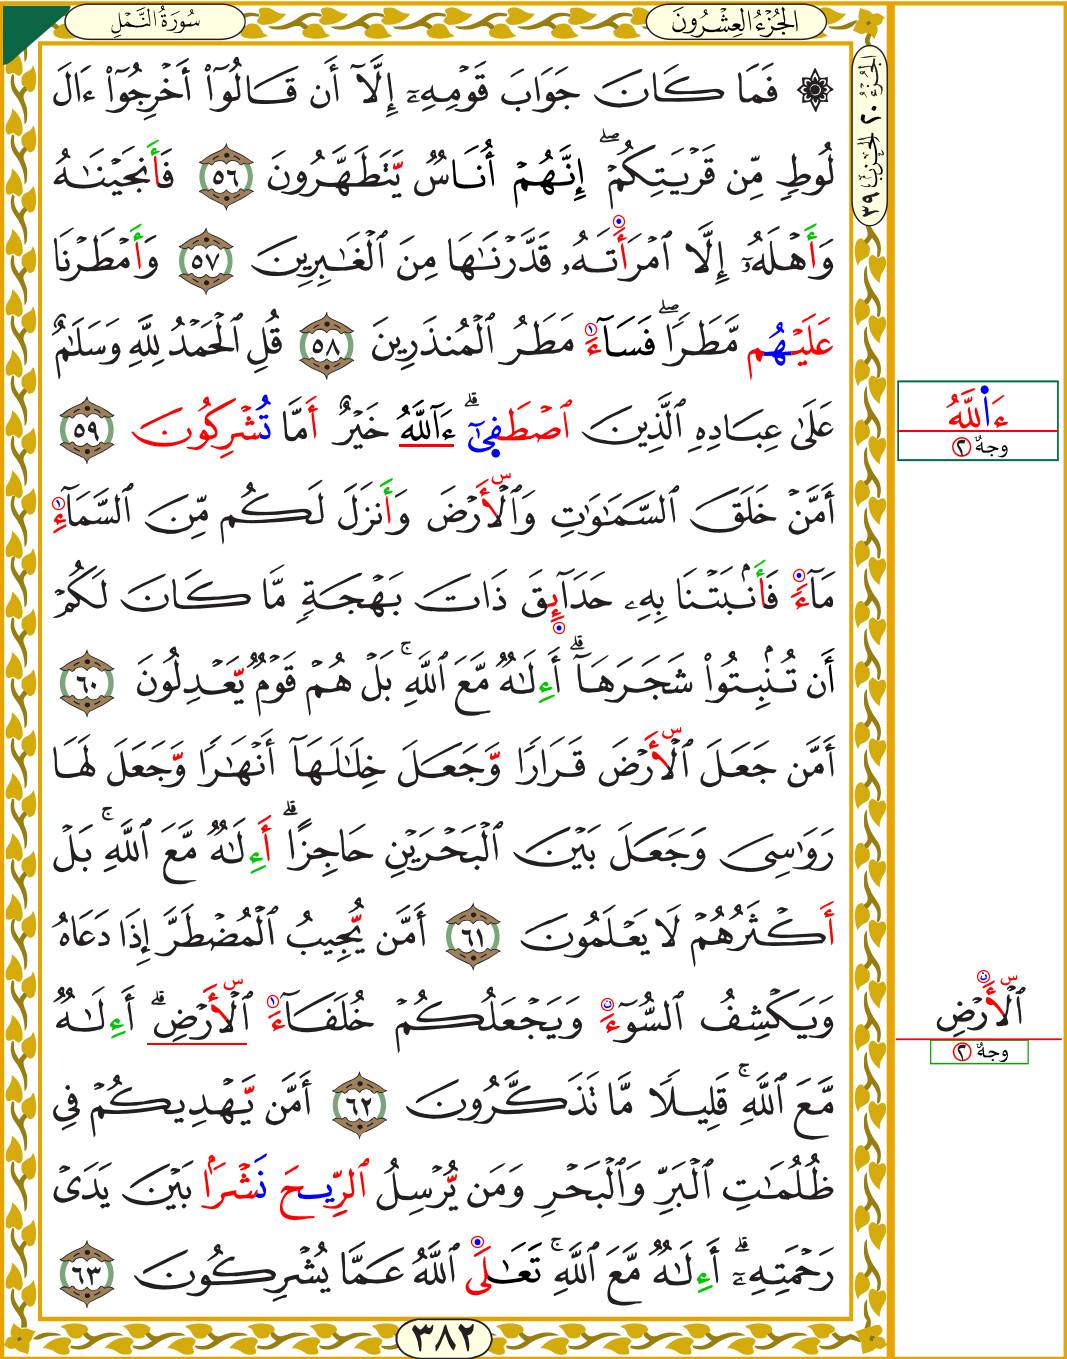 سُورَةُ النَّمْلِ
الجُزْءُ العِشْرُونَ
الجُزْءُ ٢٠ الحِزْبُ ٣٩
۞ فَمَا كَانَ جَوَابَ قَوْمِهِۦٓ إِلَّآ أَن قَالُوٓاْ أَخْرِجُوٓاْ ءَالَ
لُوطٖ مِّن قَرْيَتِكُمْۖ إِنَّهُمْ أُنَاسٞ يَّتَطَهَّرُونَ ٥٦ فَأَنجَيْنَٰهُ
وَأَهْلَهُۥٓ إِلَّا ٱمْرَأَتَهُۥ قَدَّرْنَٰهَا مِنَ ٱلْغَٰبِرِينَ ٥٧ وَأَمْطَرْنَا
عَلَيْهُم مَّطَرٗاۖ فَسَآءَ مَطَرُ ٱلْمُنذَرِينَ ٥٨ قُلِ ٱلْحَمْدُ لِلَّهِ وَسَلَٰمٌ
عَلَىٰ عِبَادِهِ ٱلَّذِينَ ٱصْطَفَىٰٓۗ ءَآللَّهُ خَيْرٌ أَمَّا تُشْرِكُونَ ٥٩
أَمَّنْ خَلَقَ ٱلسَّمَٰوَٰتِ وَٱلْأَرْضَ وَأَنزَلَ لَكُم مِّنَ ٱلسَّمَآءِ
مَآءٗ فَأَنۢبَتْنَا بِهِۦ حَدَآئِقَ ذَاتَ بَهْجَةٖ مَّا كَانَ لَكُمْ
أَن تُنۢبِتُواْ شَجَرَهَآۗ أَءِلَٰهٞ مَّعَ ٱللَّهِۚ بَلْ هُمْ قَوْمٞ يَّعْدِلُونَ ٦٠
أَمَّن جَعَلَ ٱلْأَرْضَ قَرَارٗا وَّجَعَلَ خِلَٰلَهَآ أَنْهَٰرٗا وَّجَعَلَ لَهَا
رَوَٰسِيَ وَجَعَلَ بَيْنَ ٱلْبَحْرَيْنِ حَاجِزًاۗ أَءِلَٰهٞ مَّعَ ٱللَّهِۚ بَلْ
أَكْثَرُهُمْ لَا يَعْلَمُونَ ٦١ أَمَّن يُّجِيبُ ٱلْمُضْطَرَّ إِذَا دَعَاهُ
وَيَكْشِفُ ٱلسُّوٓءَ وَيَجْعَلُكُمْ خُلَفَآءَ ٱلْأَرْضِۗ أَءِلَٰهٞ
مَّعَ ٱللَّهِۚ قَلِيلٗا مَّا تَذَكَّرُونَ ٦٢ أَمَّن يَّهْدِيكُمْ فِي
ظُلُمَٰتِ ٱلْبَرِّ وَٱلْبَحْرِ وَمَن يُّرْسِلُ ٱلرِّيحَ نَشْرَۢا بَيْنَ يَدَىْ
رَحْمَتِهِۦٓۗ أَءِلَٰهٞ مَّعَ ٱللَّهِۚ تَعَٰلَى ٱللَّهُ عَمَّا يُشْرِكُونَ ٦٣
ءَاللَّهُ
وجهٌ ٢
ٱلْأَرْضِ
وجهٌ ٢
٣٨٢